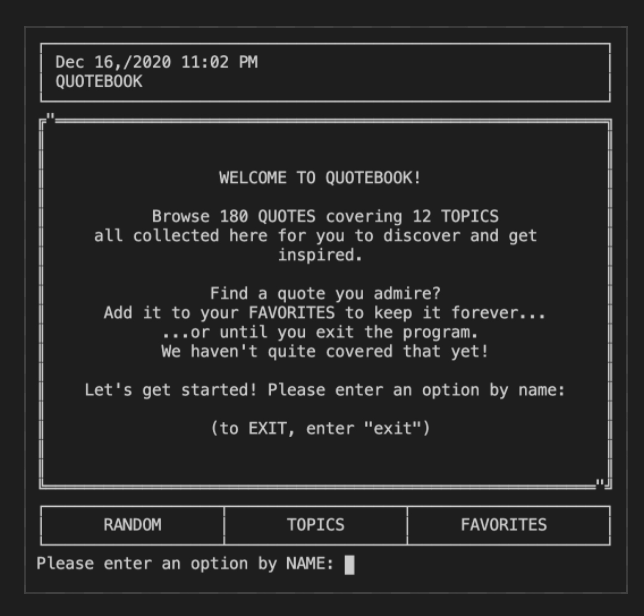 Dec 16,/2020 11:02 PM
QUOTEBOOK
"
WELCOME TO QUOTEBOOK!
Browse 180 QUOTES covering 12 TOPICS
all collected here for you to discover and get
inspired.
Find a quote you admire?
Add it to your FAVORITES to keep it forever...
...or until you exit the program.
We haven't quite covered that yet!
Let's get started! Please enter an option by name:
(to EXIT, enter "exit")
"
RANDOM TOPICS FAVORITES
Please enter an option by NAME: